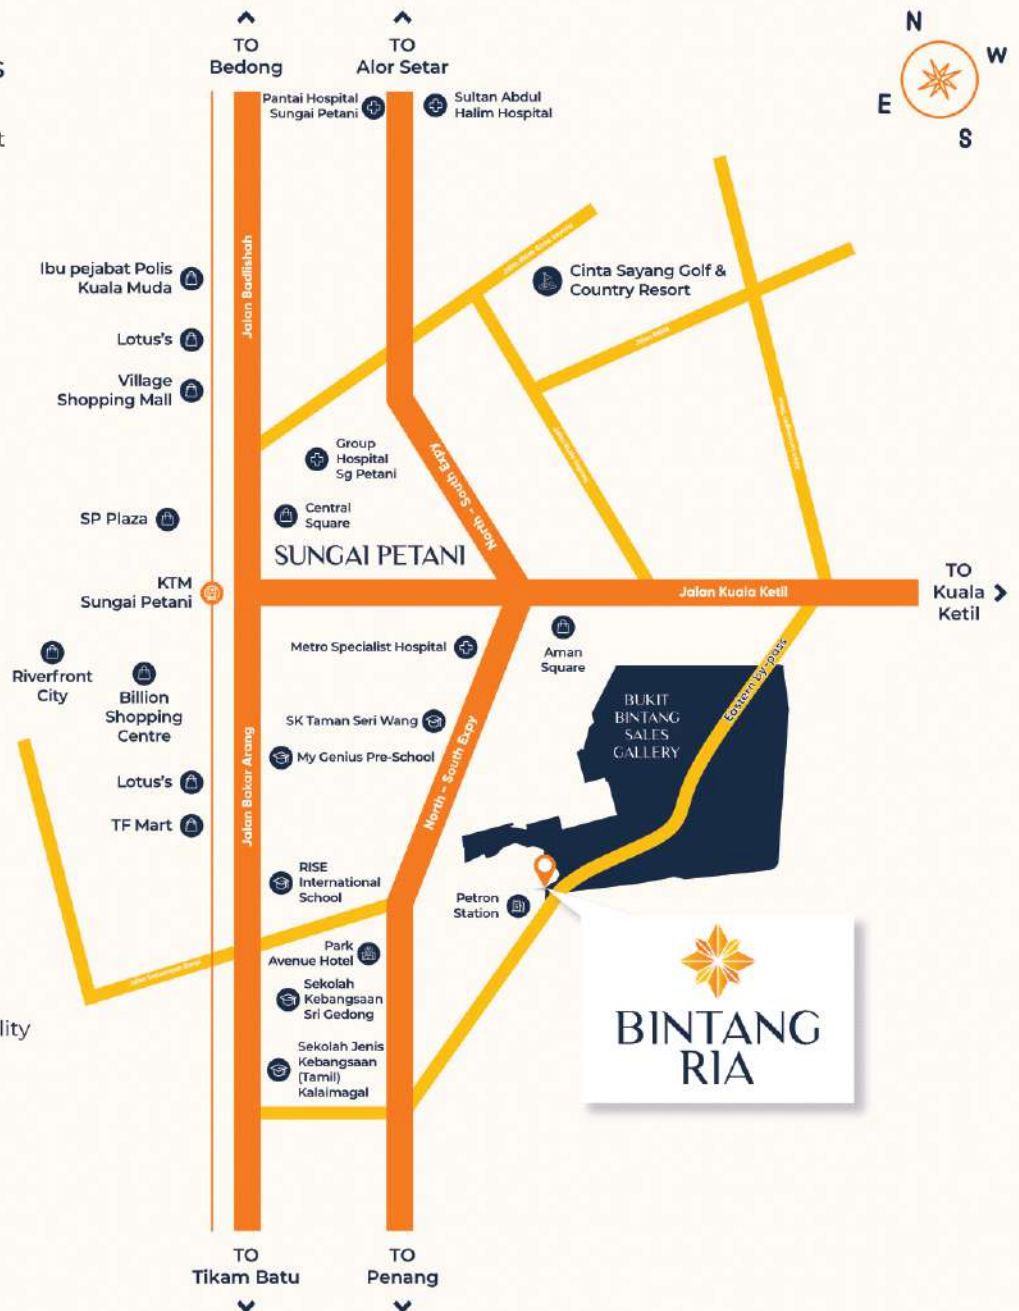 TO
Bedong
TO
Alor Setar
N
W
E
S
S
t
Pantai Hospital
Sungai Petani
Sultan Abdul
Halim Hospital
Ibu pejabat Polis
Kuala Muda
Jalan Badlishah
Cinta Sayang Golf &
Country Resort
Lotus's
Village
Shopping Mall
Group
Hospital
Sg Petani
North - South Expy
Central
Square
SP Plaza
SUNGAI PETANI
KTM
Sungai Petani
Jalan Kuala Ketil
TO
Kuala
Ketil
Metro Specialist Hospital
Aman
Square
Riverfront
City
Billion
Shopping
Centre
BUKIT
BINTANG
SALES
GALLERY
Eastern by-pass
SK Taman Seri Wang
My Genius Pre-School
North - South Expy
Jalan Bakar Arang
Lotus's
TF Mart
RISE
International
School
Petron
Station
Park
Avenue Hotel
Sekolah
Kebangsaan
Sri Gedong
BINTANG
RIA
lity
Sekolah Jenis
Kebangsaan
(Tamil)
Kalaimagal
TO
Tikam Batu
TO
Penang